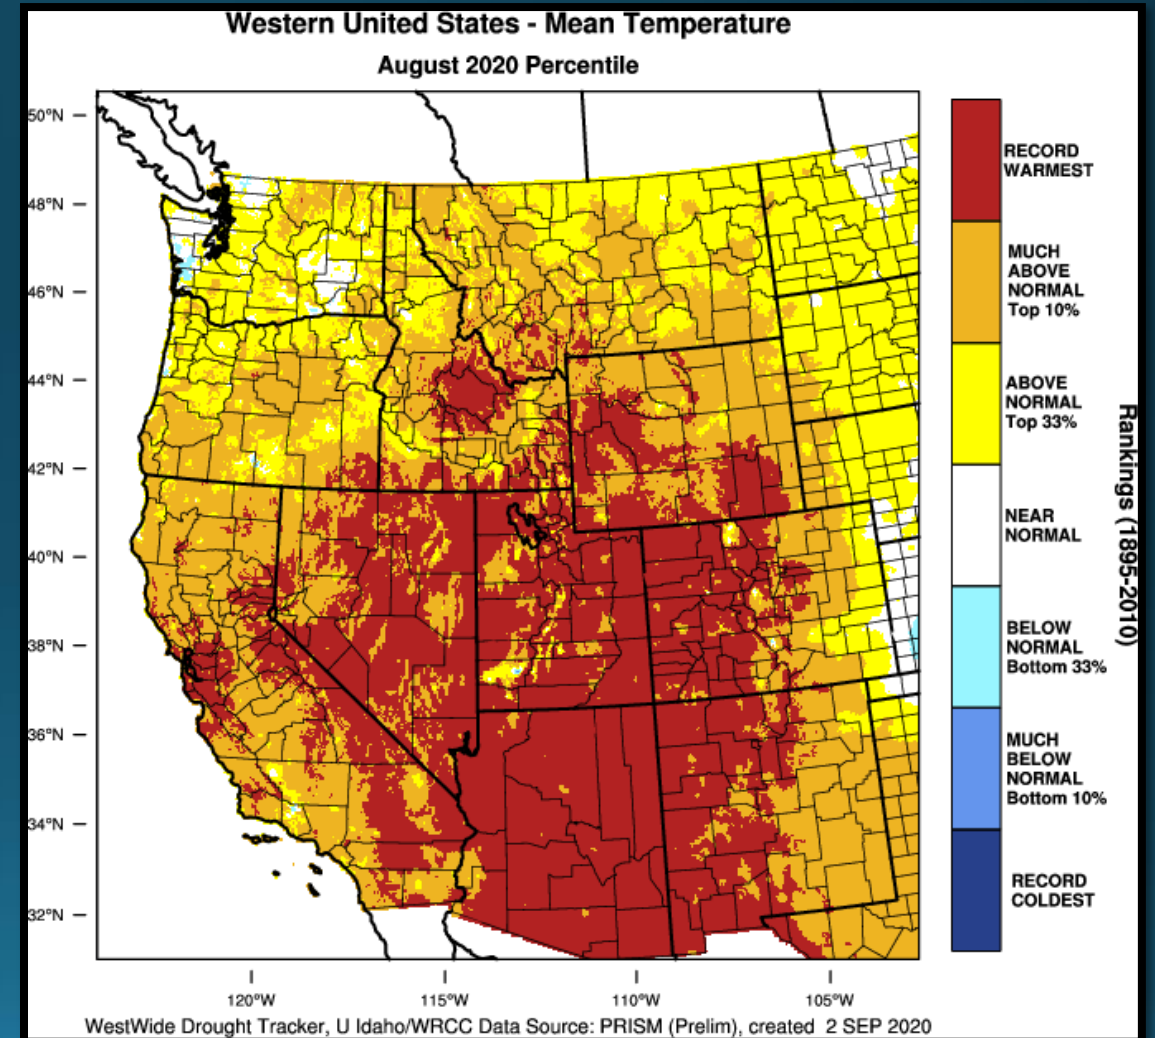 Western United States - Mean Temperature
August 2020 Percentile
50°N
48°N
46°N
44°N
42°N
40°N
38°N
36°N
34°N
32°N
120°W
115°W
110°W
105°W
RECORD
WARMEST
MUCH
ABOVE
NORMAL
Top 10%
ABOVE
NORMAL
Top 33%
NEAR
NORMAL
BELOW
NORMAL
Bottom 33%
MUCH
BELOW
NORMAL
Bottom 10%
RECORD
COLDEST
Rankings (1895-2010)
WestWide Drought Tracker, U Idaho/WRCC Data Source: PRISM (Prelim), created 2 SEP 2020